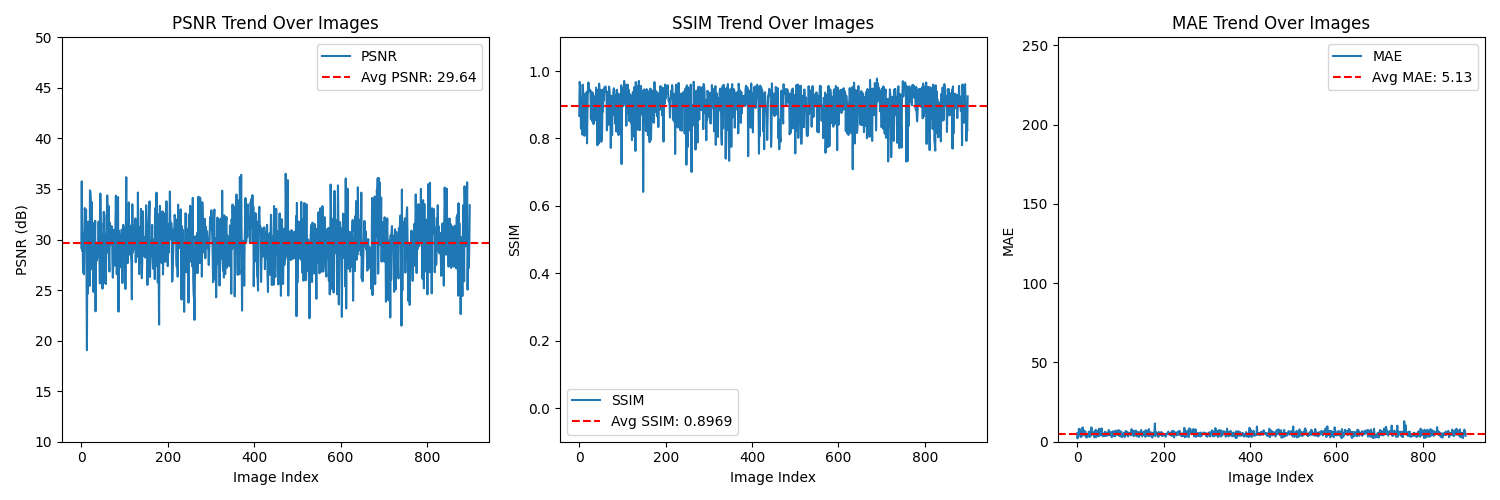 PSNR Trend Over Images
50
45
40
35
30
25
20
15
10
PSNR (dB)
0
200
400
600
800
Image Index
PSNR
Avg PSNR: 29.64
SSIM Trend Over Images
1.0
0.8
0.6
0.4
0.2
0.0
SSIM
0
200
400
600
800
Image Index
SSIM
Avg SSIM: 0.8969
MAE Trend Over Images
250
200
150
100
50
0
MAE
0
200
400
600
800
Image Index
MAE
Avg MAE: 5.13